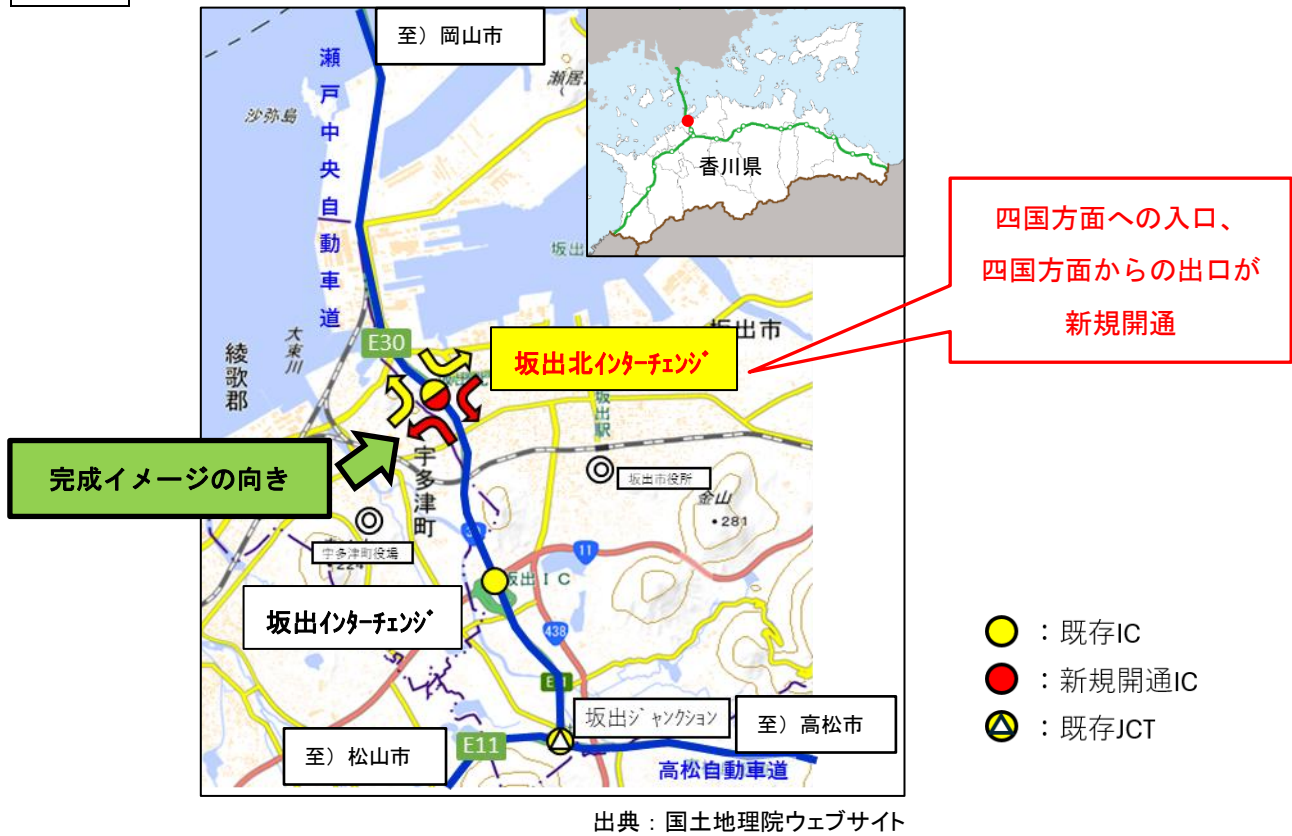 至）岡山市
瀬戸中央自動車道
沙弥島
瀬居
香川県
四国方面への入口、
四国方面からの出口が
新規開通
坂出
坂出市
大束川
綾歌郡
E30
坂出北インターチェンジ
坂出駅
完成イメージの向き
宇多津町
坂出市役所
金山
・281
宇多津町役場
・224
11
坂出ＩＣ
坂出インターチェンジ
438
：既存IC
：新規開通IC
：既存JCT
坂出ジャンクション
至）高松市
至）松山市
E11
高松自動車道
出典：国土地理院ウェブサイト